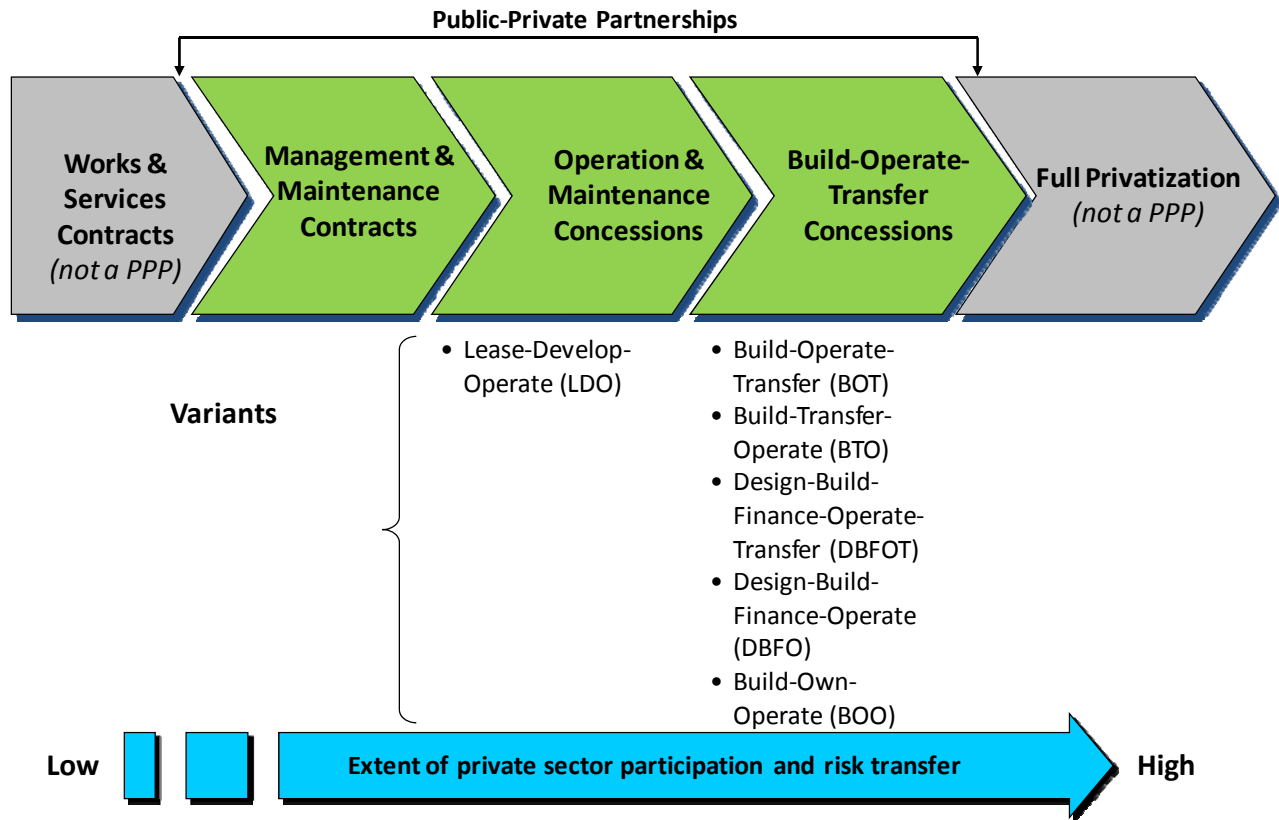 Public-Private Partnerships
Works &
Services
Contracts
(not a PPP)
Management &
Maintenance
Contracts
Operation &
Maintenance
Concessions
Build-Operate-
Transfer
Concessions
Full Privatization
(not a PPP)
Variants
• Lease-Develop-
Operate (LDO)
• Build-Operate-
Transfer (BOT)
• Build-Transfer-
Operate (BTO)
• Design-Build-
Finance-Operate-
Transfer (DBFOT)
• Design-Build-
Finance-Operate
(DBFO)
• Build-Own-
Operate (BOO)
Low
Extent of private sector participation and risk transfer
High